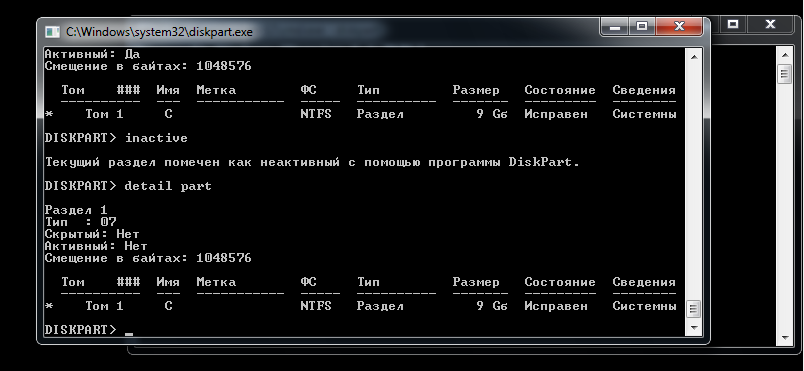 C:\Windows\system32\diskpart.exe
Активный: Да
Смещение в байтах: 1048576
Том ### Имя Метка ФС Тип Размер Состояние Сведения
---------- --- ----------- ----- ---------- ------- --------- --------
* Том 1 C NTFS Раздел 9 Gб Исправен Системны
DISKPART> inactive
Текущий раздел помечен как неактивный с помощью программы DiskPart.
DISKPART> detail part
Раздел 1
Тип : 07
Скрытый: Нет
Активный: Нет
Смещение в байтах: 1048576
Том ### Имя Метка ФС Тип Размер Состояние Сведения
---------- --- ----------- ----- ---------- ------- --------- --------
* Том 1 C NTFS Раздел 9 Gб Исправен Системны
DISKPART> _